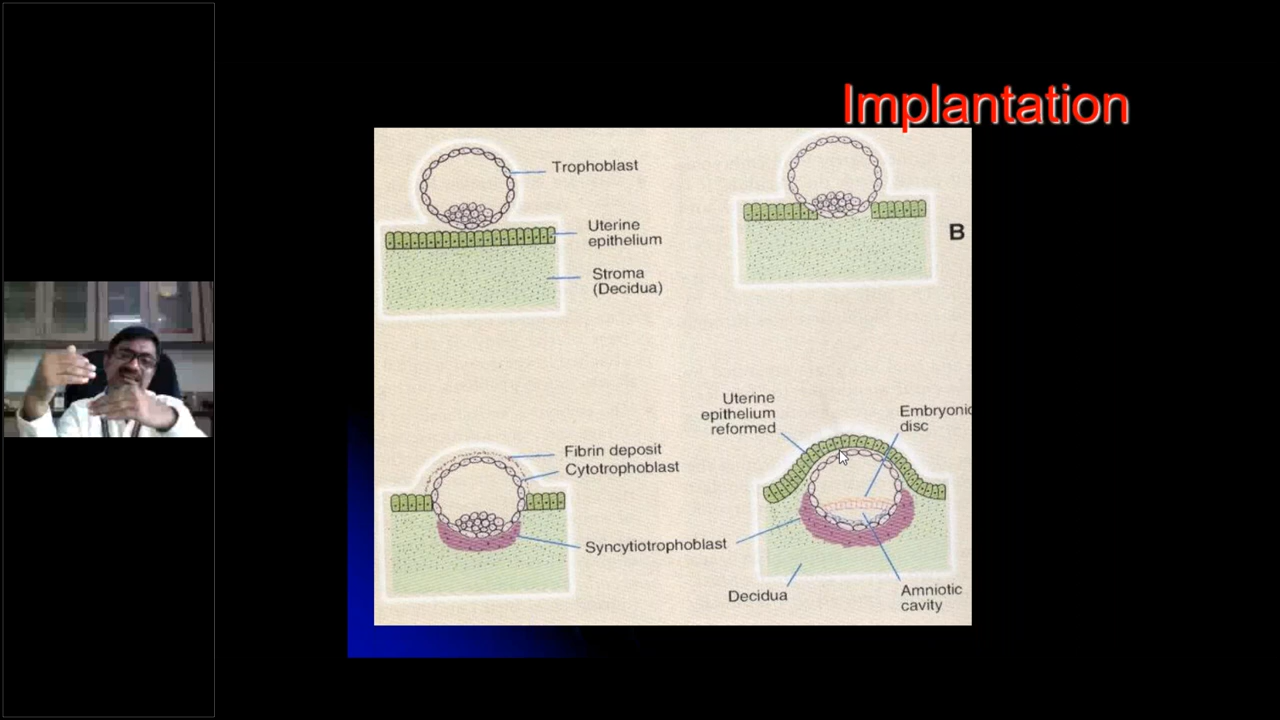 Implantation
Trophoblast
Uterine
epithelium
Stroma
(Decidua)
B
Fibrin deposit
Cytotrophoblast
Syncytiotrophoblast
Uterine
epithelium
reformed
Embryonic
disc
Decidua
Amniotic
cavity